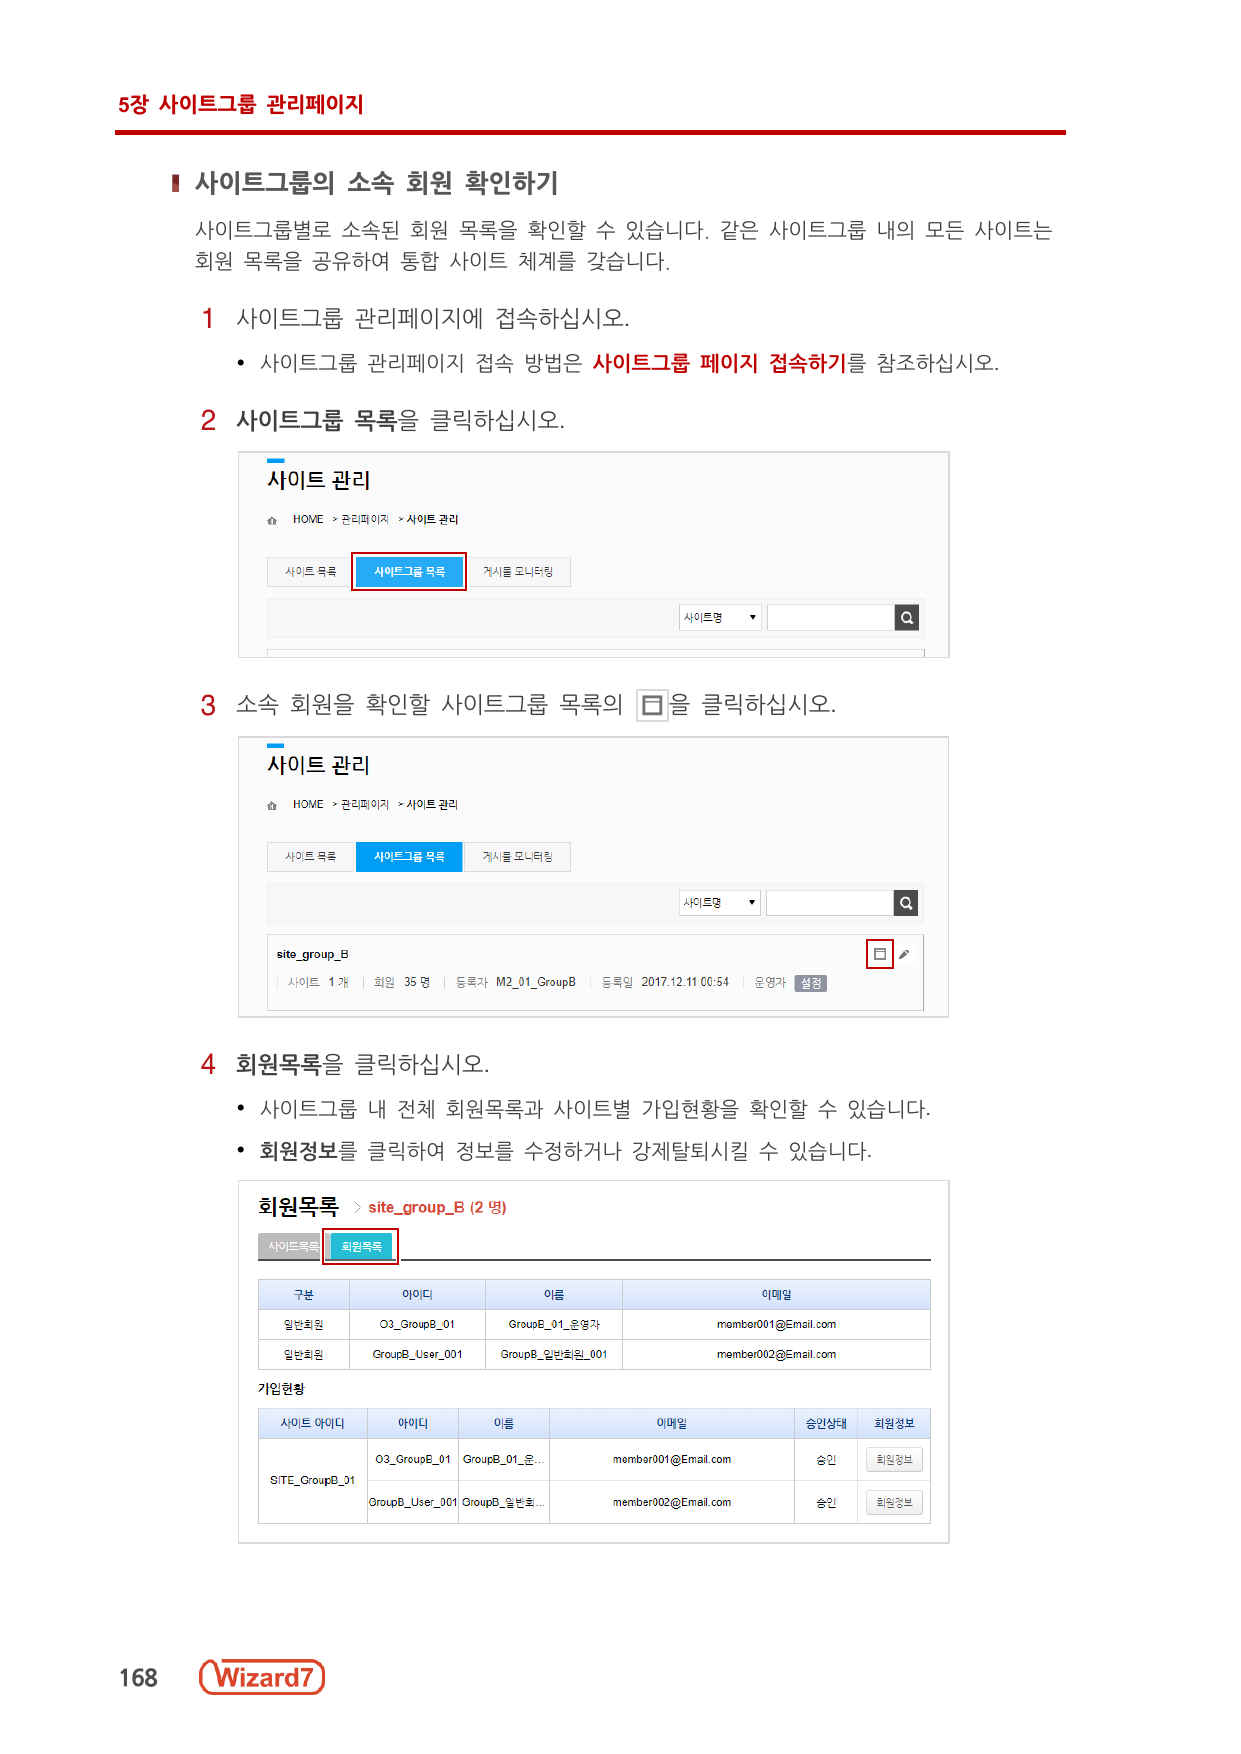 5장 사이트그룹 관리페이지
사이트그룹의 소속 회원 확인하기
사이트그룹별로 소속된 회원 목록을 확인할 수 있습니다. 같은 사이트그룹 내의 모든 사이트는
회원 목록을 공유하여 통합 사이트 체계를 갖습니다.
1 사이트그룹 관리페이지에 접속하십시오.
• 사이트그룹 관리페이지 접속 방법은 사이트그룹 페이지 접속하기를 참조하십시오.
2 사이트그룹 목록을 클릭하십시오.
사이트 관리
HOME > 관리페이지 > 사이트 관리
사이트 목록 사이트그룹 목록 게시물 모니터링
사이트명
3 소속 회원을 확인할 사이트그룹 목록의 을 클릭하십시오.
사이트 관리
HOME > 관리페이지 > 사이트 관리
사이트 목록 사이트그룹 목록 게시물 모니터링
사이트명
site_group_B
사이트 1 개 회원 35 명 등록자 M2_01_GroupB 등록일 2017.12.11 00:54 운영자 설정
4 회원목록을 클릭하십시오.
• 사이트그룹 내 전체 회원목록과 사이트별 가입현황을 확인할 수 있습니다.
• 회원정보를 클릭하여 정보를 수정하거나 강제탈퇴시킬 수 있습니다.
회원목록 > site_group_B (2 명)
사이트목록 회원목록
구분 아이디 이름 이메일
일반회원 O3_GroupB_01 GroupB_01_운영자 member001@Email.com
일반회원 GroupB_User_001 GroupB_일반회원_001 member002@Email.com
가입현황
사이트 아이디 아이디 이름 이메일 승인상태 회원정보
SITE_GroupB_01 O3_GroupB_01 GroupB_01_운... member001@Email.com 승인 회원정보
GroupB_User_001 GroupB_일반회... member002@Email.com 승인 회원정보
168 Wizard7